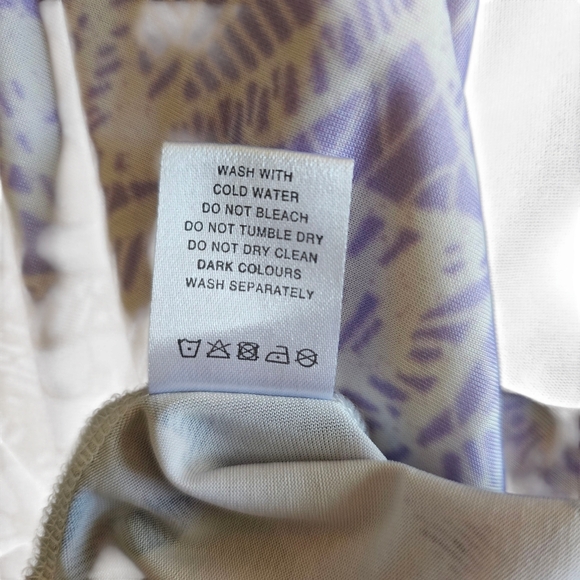 WASH WITH
COLD WATER
DO NOT BLEACH
DO NOT TUMBLE DRY
DO NOT DRY CLEAN
DARK COLOURS
WASH SEPARATELY